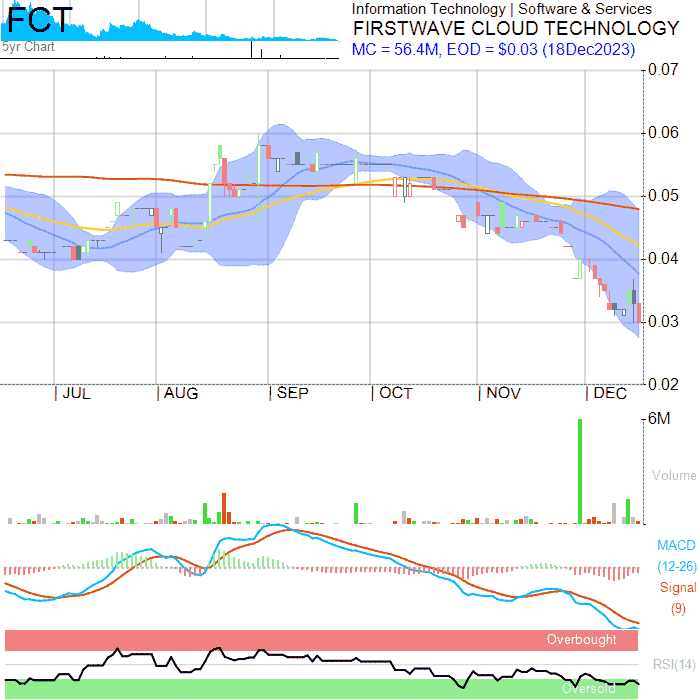 FCT
5yr Chart
Information Technology | Software & Services
FIRSTWAVE CLOUD TECHNOLOGY
MC = 56.4M, EOD = $0.03 (18Dec2023)
0.07
0.06
0.05
0.04
0.03
0.02
JUL AUG SEP OCT NOV DEC
6M
Volume
MACD
(12-26)
Signal
(9)
Overbought
RSI(14)
Oversold